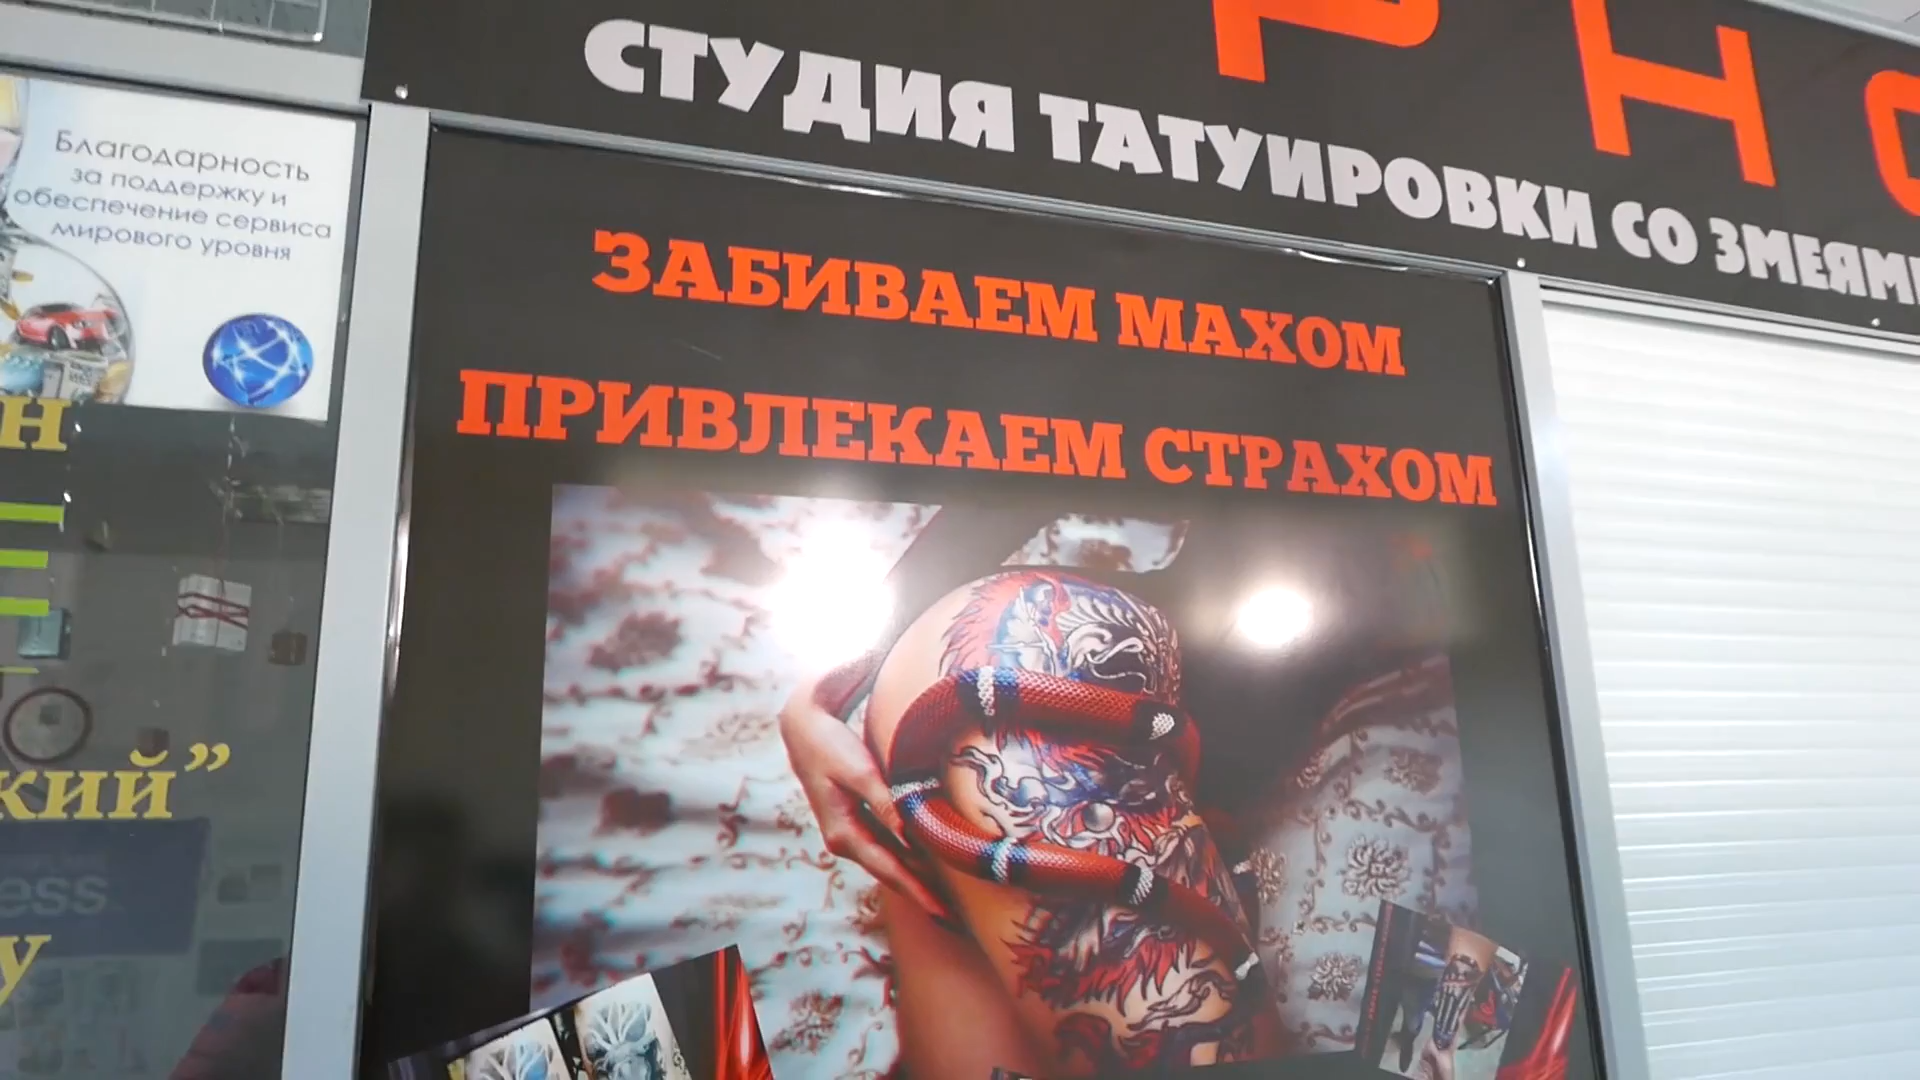 СТУДИЯ ТАТУИРОВКИ СО ЗМЕЯМИ
Благодарность
за поддержку и
обеспечение сервиса
мирового уровня
ЗАБИВАЕМ МАХОМ
ПРИВЛЕКАЕМ СТРАХОМ